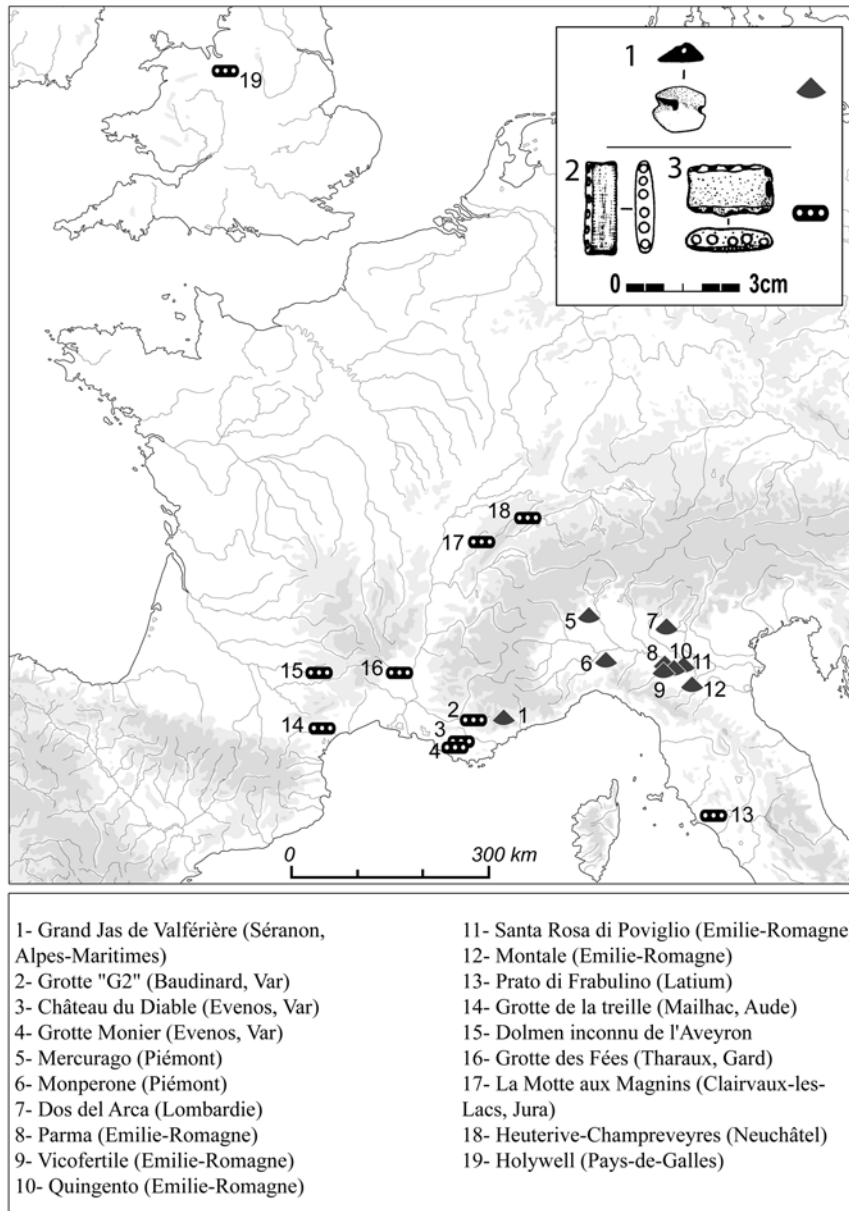 19
1
2
3
0 3cm
18
17
5
7
8
10
11
6
9
12
15
16
2
1
3
14
4
13
0 300 km
1- Grand Jas de Valférière (Séranon,
Alpes-Maritimes)
2- Grotte "G2" (Baudinard, Var)
3- Château du Diable (Evenos, Var)
4- Grotte Monier (Evenos, Var)
5- Mercurago (Piémont)
6- Monperone (Piémont)
7- Dos del Arca (Lombardie)
8- Parma (Emilie-Romagne)
9- Vicofertile (Emilie-Romagne)
10- Quingento (Emilie-Romagne)
11- Santa Rosa di Poviglio (Emilie-Romagne
12- Montale (Emilie-Romagne)
13- Prato di Frabulino (Latium)
14- Grotte de la treille (Mailhac, Aude)
15- Dolmen inconnu de l'Aveyron
16- Grotte des Fées (Tharaux, Gard)
17- La Motte aux Magnins (Clairvaux-les-
Lacs, Jura)
18- Heuterive-Champreveyres (Neuchâtel)
19- Holywell (Pays-de-Galles)